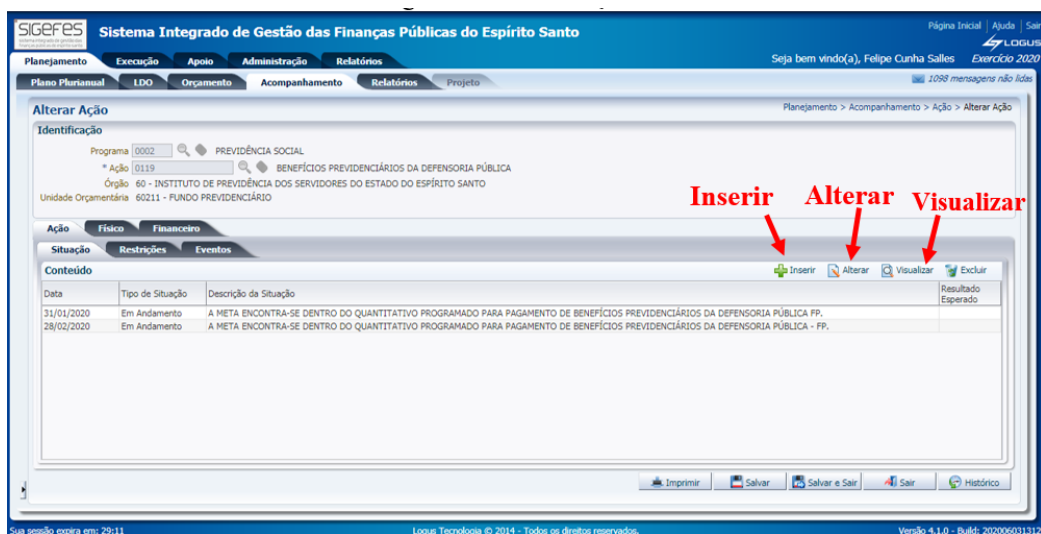 SIGEFES Sistema Integrado de Gestão das Finanças Públicas do Espírito Santo
Página Inicial | Ajuda | Sair
LOGUS
Planejamento Execução Apoio Administração Relatórios
Seja bem vindo(a), Felipe Cunha Salles Exercício 2020
Plano Plurianual LDO Orçamento Acompanhamento Relatórios Projeto
1098 mensagens não lidas
Alterar Ação
Planejamento > Acompanhamento > Ação > Alterar Ação
Identificação
Programa 0002 PREVIDÊNCIA SOCIAL
* Ação 0119 BENEFÍCIOS PREVIDENCIÁRIOS DA DEFENSORIA PÚBLICA
Órgão 60 - INSTITUTO DE PREVIDÊNCIA DOS SERVIDORES DO ESTADO DO ESPÍRITO SANTO
Unidade Orçamentária 60211 - FUNDO PREVIDENCIÁRIO
Inserir Alterar Visualizar
Ação Físico Financeiro
Situação Restrições Eventos
Conteúdo Inserir Alterar Visualizar Excluir
Data Tipo de Situação Descrição da Situação Resultado Esperado
31/01/2020 Em Andamento A META ENCONTRA-SE DENTRO DO QUANTITATIVO PROGRAMADO PARA PAGAMENTO DE BENEFÍCIOS PREVIDENCIÁRIOS DA DEFENSORIA PÚBLICA FP.
28/02/2020 Em Andamento A META ENCONTRA-SE DENTRO DO QUANTITATIVO PROGRAMADO PARA PAGAMENTO DE BENEFÍCIOS PREVIDENCIÁRIOS DA DEFENSORIA PÚBLICA - FP.
Imprimir Salvar Salvar e Sair Sair Histórico
Sua sessão expira em: 29:11
Logus Tecnologia © 2014 - Todos os direitos reservados.
Versão 4.1.0 - Build: 202006031312